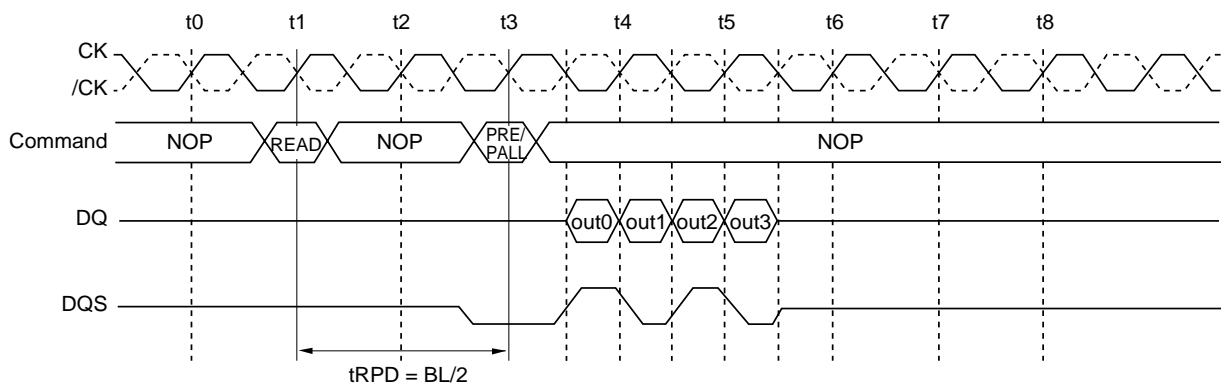 t0 t1 t2 t3 t4 t5 t6 t7 t8
CK
/CK
Command NOP READ NOP PRE/ PALL NOP
DQ out0 out1 out2 out3
DQS
tRPD = BL/2